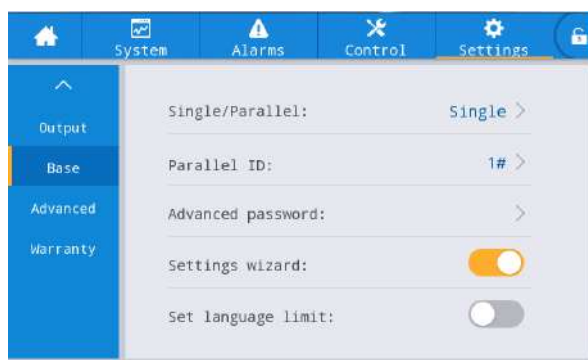 System Alarms Control Settings
Output
Base
Advanced
Warranty
Single/Parallel: Single >
Parallel ID: 1# >
Advanced password: >
Settings wizard:
Set language limit: